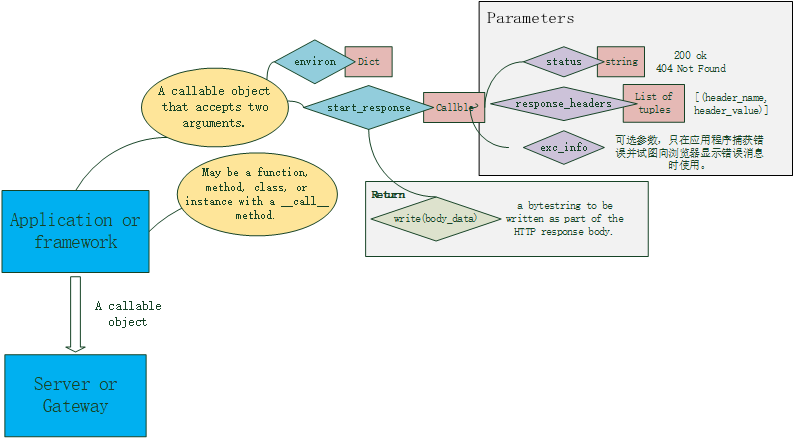 Parameters
environ
Dict
status
string
200 ok
404 Not Found
A callable object
that accepts two
arguments.
start_response
Callble?
response_headers
List of
tuples
[(header_name,
header_value)]
exc_info
可选参数，只在应用程序捕获错
误并试图向浏览器显示错误消息
时使用。
May be a function,
method, class, or
instance with a __call__
method.
Return
write(body_data)
a bytestring to be
written as part of the
HTTP response body.
Application or
framework
A callable
object
Server or
Gateway